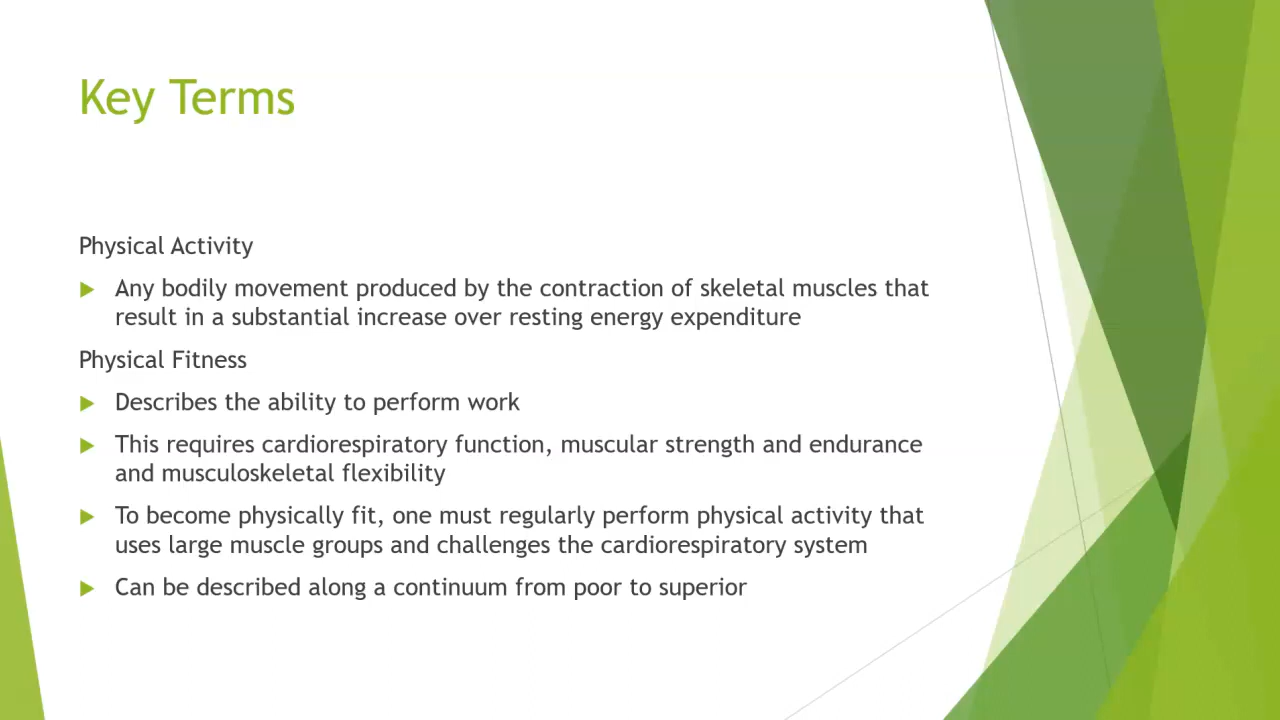 Key Terms
Physical Activity
Any bodily movement produced by the contraction of skeletal muscles that
result in a substantial increase over resting energy expenditure
Physical Fitness
Describes the ability to perform work
This requires cardiorespiratory function, muscular strength and endurance
and musculoskeletal flexibility
To become physically fit, one must regularly perform physical activity that
uses large muscle groups and challenges the cardiorespiratory system
Can be described along a continuum from poor to superior